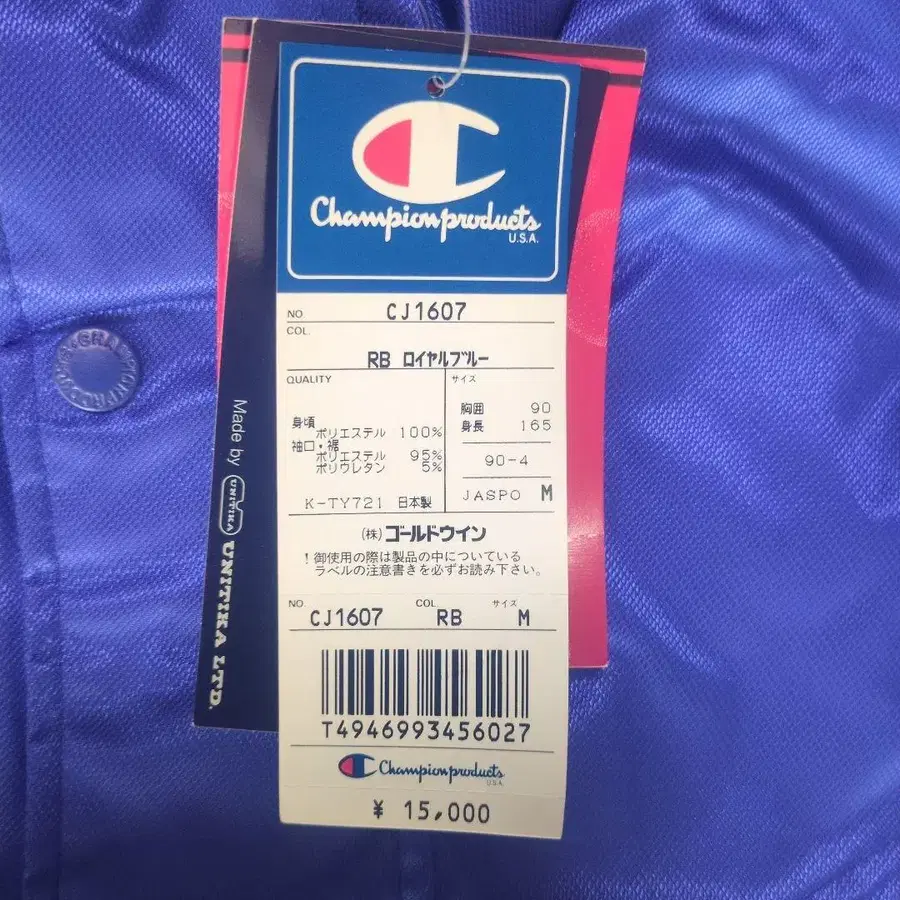 Champion products
U.S.A.
NO. CJ1607
COL.
RB ロイヤルブルー
QUALITY
身頃
ポリエステル 100%
袖口・裾
ポリエステル 95%
ポリウレタン 5%
K-TY721 日本製
サイズ
胸囲 90
身長 165
90-4
JASPO M
(株)ゴールドウイン
!御使用の際は製品の中についている
ラベルの注意書きを必ずお読み下さい。
NO. COL. サイズ
CJ1607 RB M
T4946993456027
Champion products
U.S.A.
¥ 15,000
Made by UNITIKA UNITIKA LTD.